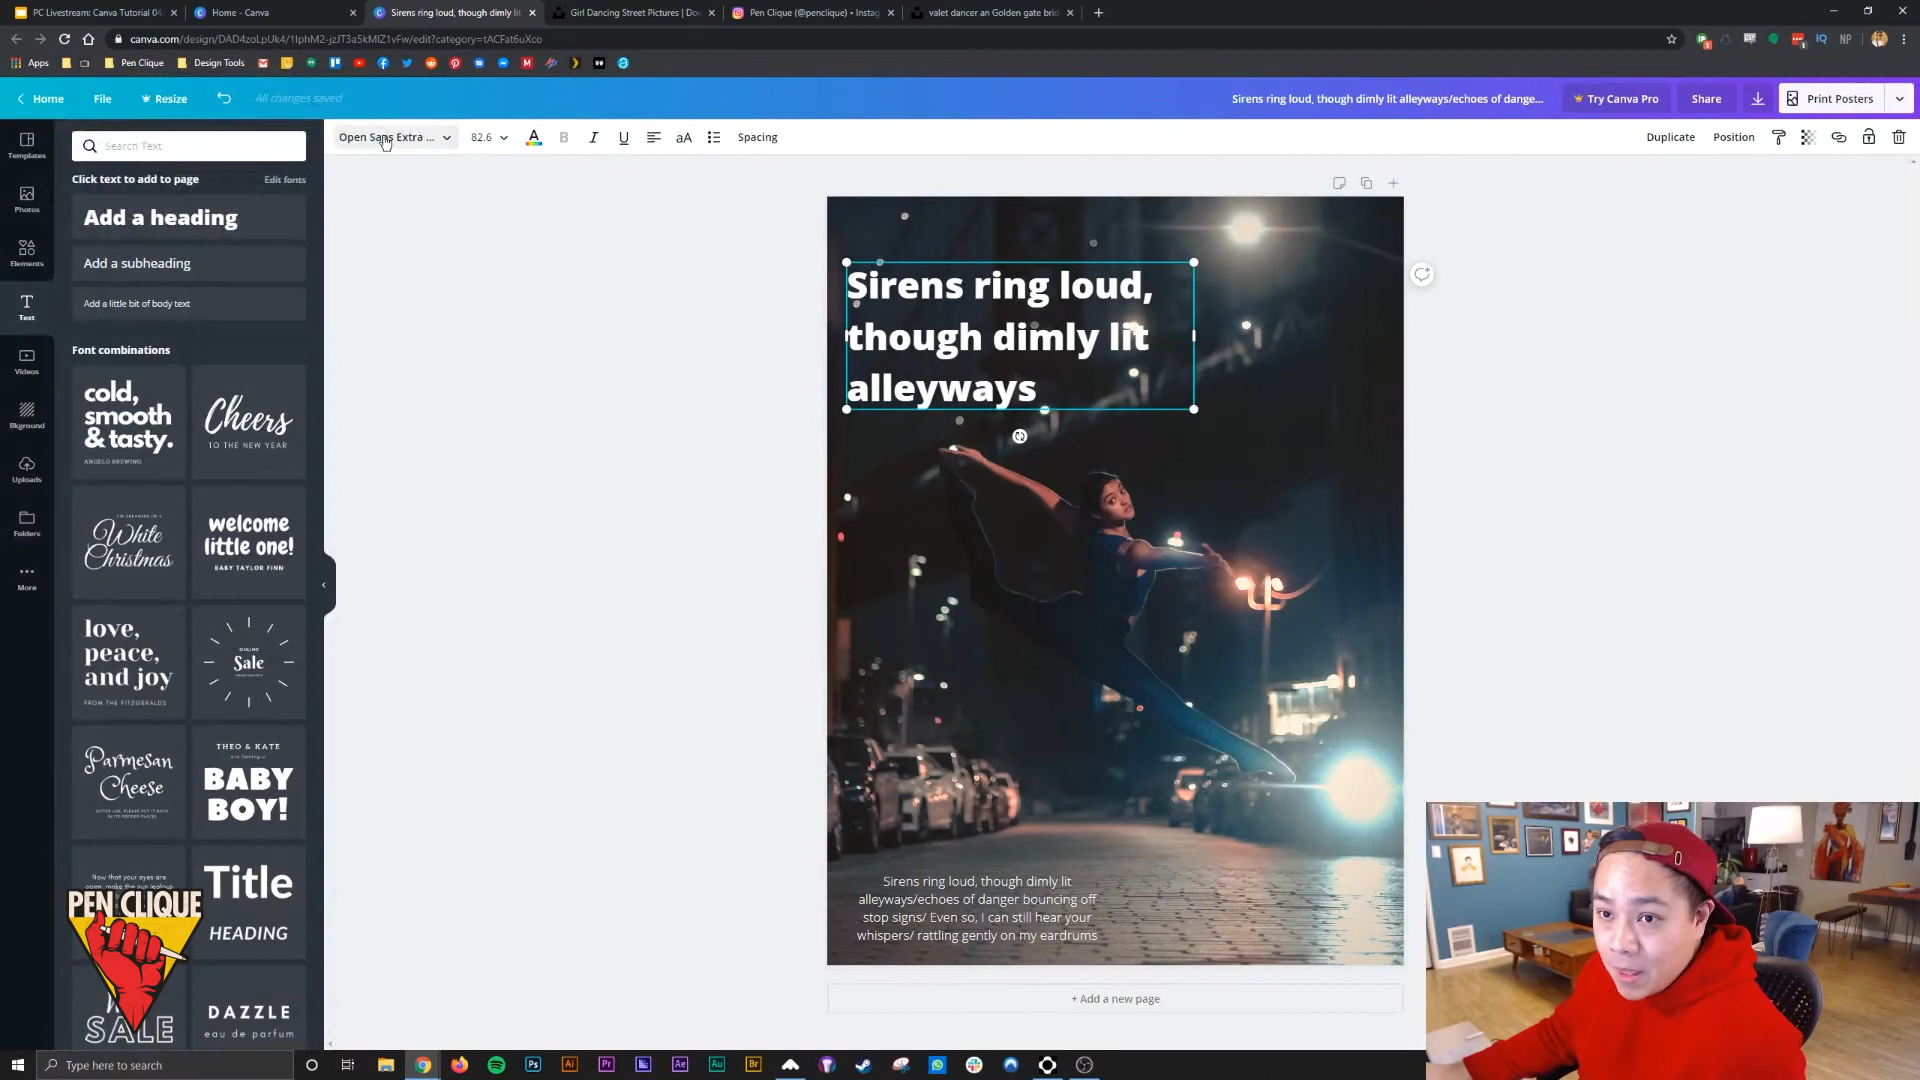 PC Livestream: Canva Tutorial 04
Home - Canva
Sirens ring loud, though dimly lit
Girl Dancing Street Pictures | Do
Pen Clique (@penclique) • Instag
valet dancer an Golden gate brid
canva.com/design/DAD4zoLpUk4/1IphM2-jzJT3a5kMIZ1vFw/edit?category=tACFat6uXco
Apps
Pen Clique
Design Tools
Home
File
Resize
All changes saved
Sirens ring loud, though dimly lit alleyways/echoes of dange...
Try Canva Pro
Share
Print Posters
Templates
Photos
Elements
Text
Videos
Bkground
Uploads
Folders
More
Search Text
Click text to add to page
Edit fonts
Add a heading
Add a subheading
Add a little bit of body text
Font combinations
cold,
smooth
& tasty.
ANGELO BREWING
Cheers
TO THE NEW YEAR
White
Christmas
welcome
little one!
BABY TAYLOR FINN
love,
peace,
and joy
FROM THE FITZGERALDS
ONLINE
Sale
Parmesan
Cheese
THEO & KATE
BABY
BOY!
Now that your eyes are
Title
HEADING
SALE
DAZZLE
eau de parfum
PEN CLIQUE
Open Sans Extra ...
82.6
A
B
I
U
aA
Spacing
Duplicate
Position
Sirens ring loud,
though dimly lit
alleyways
Sirens ring loud, though dimly lit
alleyways/echoes of danger bouncing off
stop signs/ Even so, I can still hear your
whispers/ rattling gently on my eardrums
+ Add a new page
Type here to search